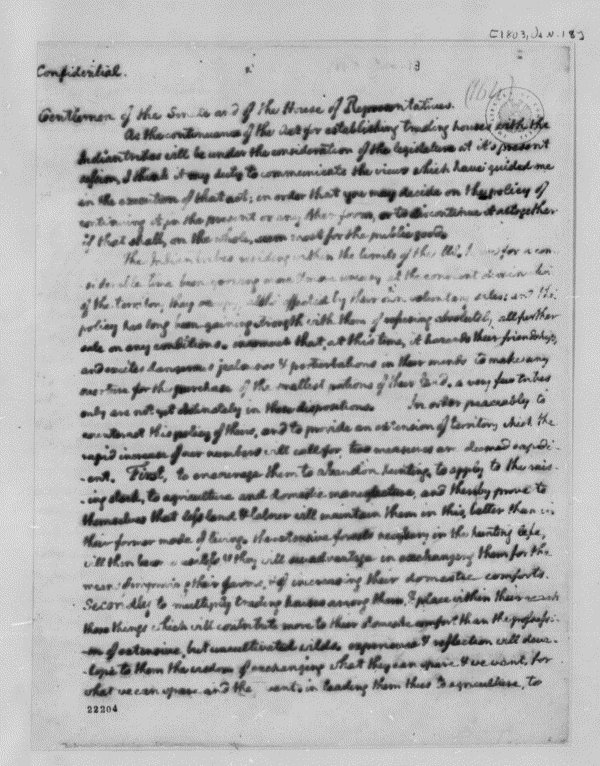 [1803, Jan. 18]
Confidential.
Gentlemen of the Senate and of the House of Representatives.
As the continuance of the Act for establishing trading houses with the
Indian tribes will be under the consideration of the legislature at it's present
session, I think it my duty to communicate the views which have guided me
in the execution of that act; in order that you may decide on the policy of
continuing it, in the present or any other form, or to discontinue it altogether
if that shall, on the whole, seem most for the public good.
The Indian tribes residing within the limits of the U.S. have for a con-
-siderable time been growing more & more uneasy at the constant diminution
of the territory they occupy, altho' effected by their own voluntary sales: and the
policy has long been gaining strength with them of refusing absolutely all further
sale on any conditions, insomuch that, at this time, it hazards their friendship,
and excites dangerous jealousies & perturbations in their minds to make any
overture for the purchase of the smallest portions of their land. a very few tribes
only are not yet obstinately in these dispositions. In order peaceably to
counteract this policy of theirs, and to provide an extension of territory which the
rapid increase of our numbers will call for, two measures are deemed expedi-
-ent. First, to encourage them to abandon hunting, to apply to the rais-
-ing stock, to agriculture and domestic manufacture, and thereby prove to
themselves that less land & labour will maintain them in this, better than in
their former mode of living. the extensive forests necessary in the hunting life,
will then become useless, & they will see advantage in exchanging them for the
means of improving their farms, & of increasing their domestic comforts.
Secondly to multiply trading houses among them, & place within their reach
those things which will contribute more to their domestic comfort than the possessi-
-on of extensive, but uncultivated wilds. experience & reflection will deve-
-lope to them the wisdom of exchanging what they can spare & we want, for
what we can spare and they want. in leading them thus to agriculture, to
22204